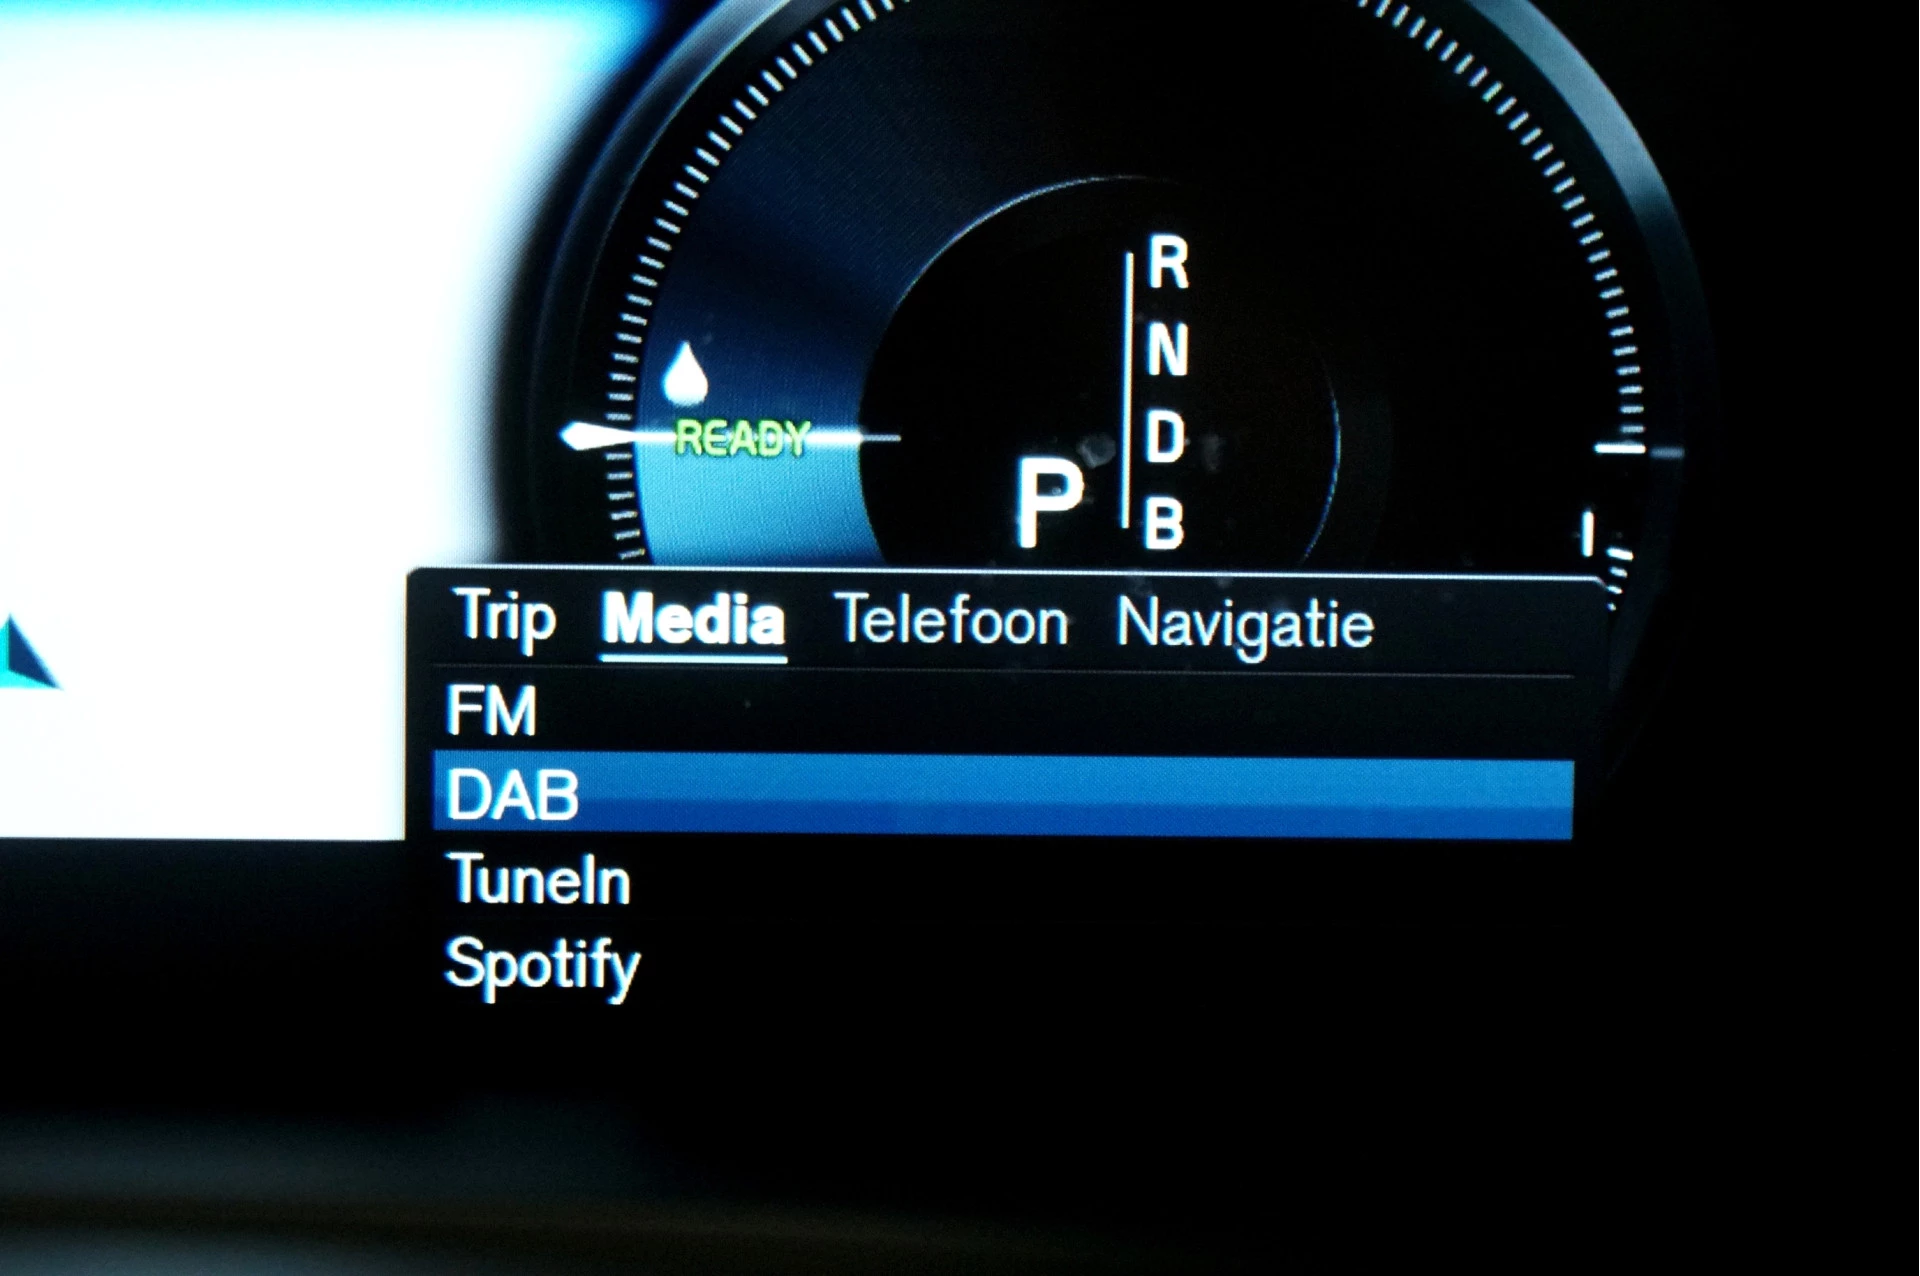 R
N
D
B
P
READY
Trip Media Telefoon Navigatie
FM
DAB
TuneIn
Spotify